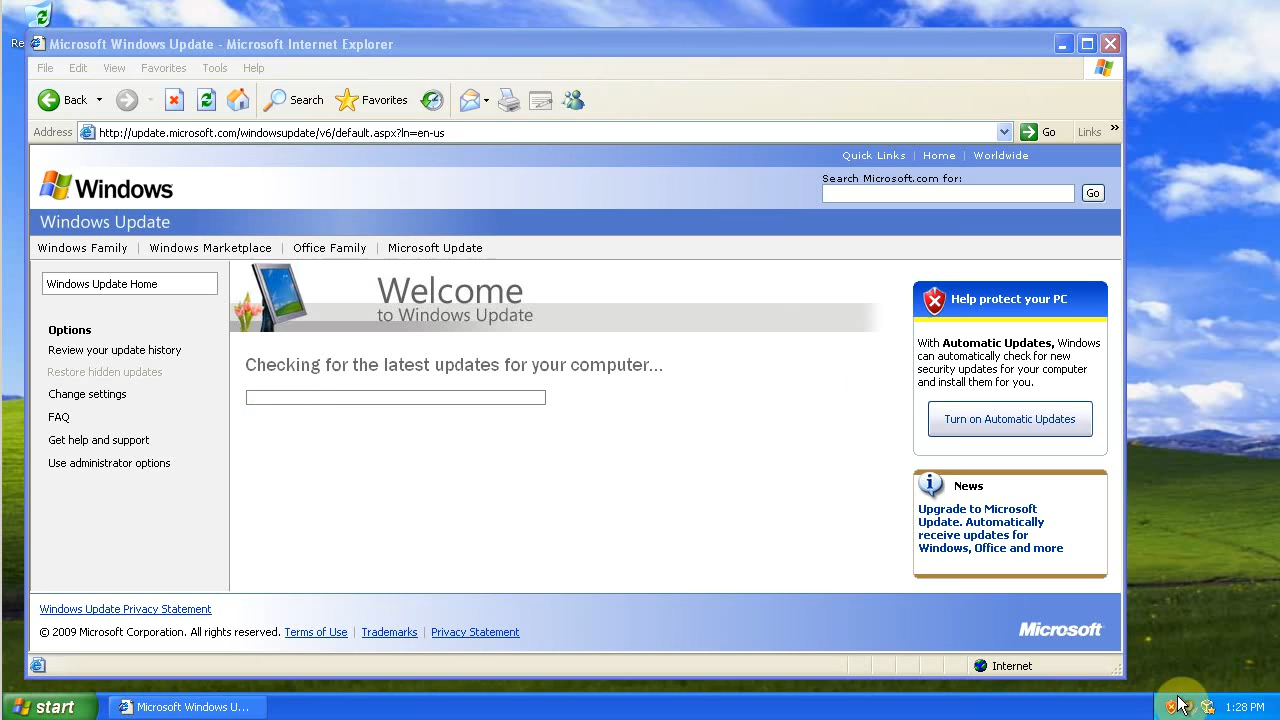 Re
Microsoft Windows Update - Microsoft Internet Explorer
File Edit View Favorites Tools Help
Back Search Favorites
Address http://update.microsoft.com/windowsupdate/v6/default.aspx?ln=en-us Go Links »
Quick Links | Home | Worldwide
Windows
Search Microsoft.com for:
Go
Windows Update
Windows Family | Windows Marketplace | Office Family | Microsoft Update
Windows Update Home
Options
Review your update history
Restore hidden updates
Change settings
FAQ
Get help and support
Use administrator options
Welcome
to Windows Update
Checking for the latest updates for your computer...
Help protect your PC
With Automatic Updates, Windows
can automatically check for new
security updates for your computer
and install them for you.
Turn on Automatic Updates
News
Upgrade to Microsoft
Update. Automatically
receive updates for
Windows, Office and more
Windows Update Privacy Statement
© 2009 Microsoft Corporation. All rights reserved. Terms of Use | Trademarks | Privacy Statement
Microsoft
Internet
start Microsoft Windows U... 1:28 PM